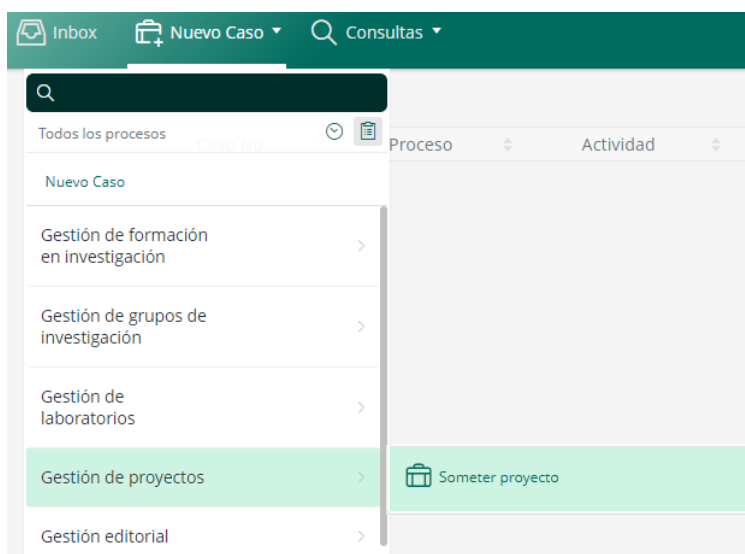 Inbox Nuevo Caso Consultas
Todos los procesos
Caso No. Proceso Actividad
Nuevo Caso
Gestión de formación
en investigación
Gestión de grupos de
investigación
Gestión de
laboratorios
Gestión de proyectos
Someter proyecto
Gestión editorial